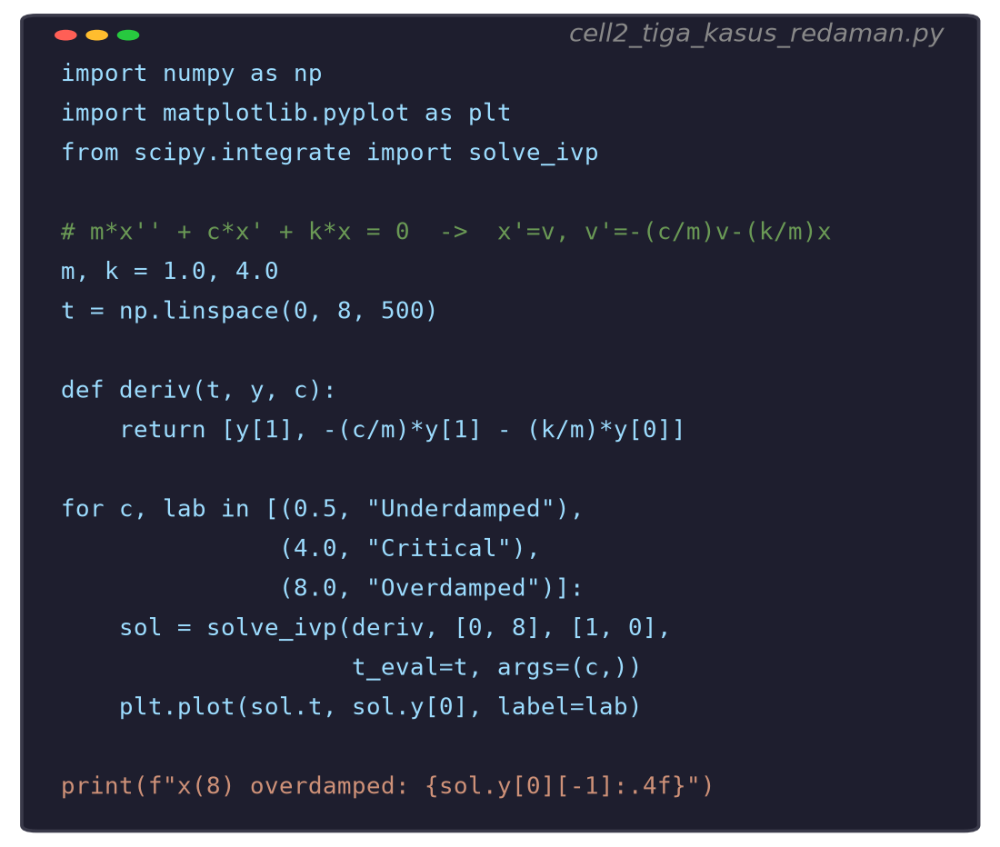 cell2_tiga_kasus_redaman.py
import numpy as np
import matplotlib.pyplot as plt
from scipy.integrate import solve_ivp

# m*x'' + c*x' + k*x = 0  ->  x'=v, v'=-(c/m)v-(k/m)x
m, k = 1.0, 4.0
t = np.linspace(0, 8, 500)

def deriv(t, y, c):
    return [y[1], -(c/m)*y[1] - (k/m)*y[0]]

for c, lab in [(0.5, "Underdamped"),
               (4.0, "Critical"),
               (8.0, "Overdamped")]:
    sol = solve_ivp(deriv, [0, 8], [1, 0],
                    t_eval=t, args=(c,))
    plt.plot(sol.t, sol.y[0], label=lab)

print(f"x(8) overdamped: {sol.y[0][-1]:.4f}")